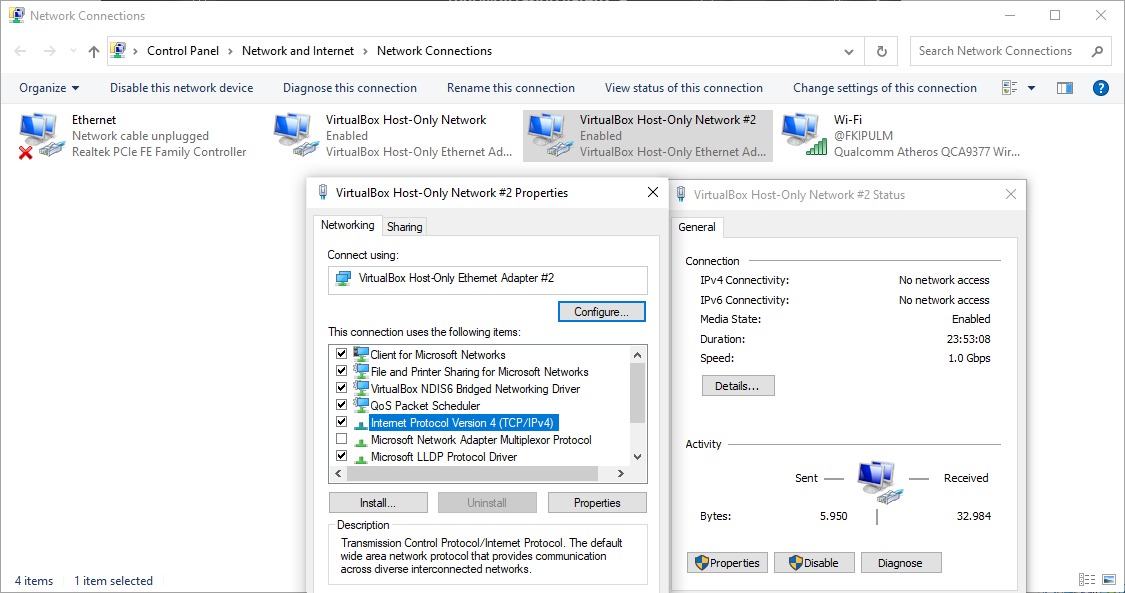 Network Connections
Control Panel > Network and Internet > Network Connections
Search Network Connections
Organize
Disable this network device
Diagnose this connection
Rename this connection
View status of this connection
Change settings of this connection
Ethernet
Network cable unplugged
Realtek PCIe FE Family Controller
VirtualBox Host-Only Network
Enabled
VirtualBox Host-Only Ethernet Ad...
VirtualBox Host-Only Network #2
Enabled
VirtualBox Host-Only Ethernet Ad...
Wi-Fi
@FKIPULM
Qualcomm Atheros QCA9377 Wir...
VirtualBox Host-Only Network #2 Properties
Networking
Sharing
Connect using:
VirtualBox Host-Only Ethernet Adapter #2
Configure...
This connection uses the following items:
Client for Microsoft Networks
File and Printer Sharing for Microsoft Networks
VirtualBox NDIS6 Bridged Networking Driver
QoS Packet Scheduler
Internet Protocol Version 4 (TCP/IPv4)
Microsoft Network Adapter Multiplexor Protocol
Microsoft LLDP Protocol Driver
Install...
Uninstall
Properties
Description
Transmission Control Protocol/Internet Protocol. The default
wide area network protocol that provides communication
across diverse interconnected networks.
VirtualBox Host-Only Network #2 Status
General
Connection
IPv4 Connectivity: No network access
IPv6 Connectivity: No network access
Media State: Enabled
Duration: 23:53:08
Speed: 1.0 Gbps
Details...
Activity
Sent
Received
Bytes: 5.950 32.984
Properties
Disable
Diagnose
4 items
1 item selected